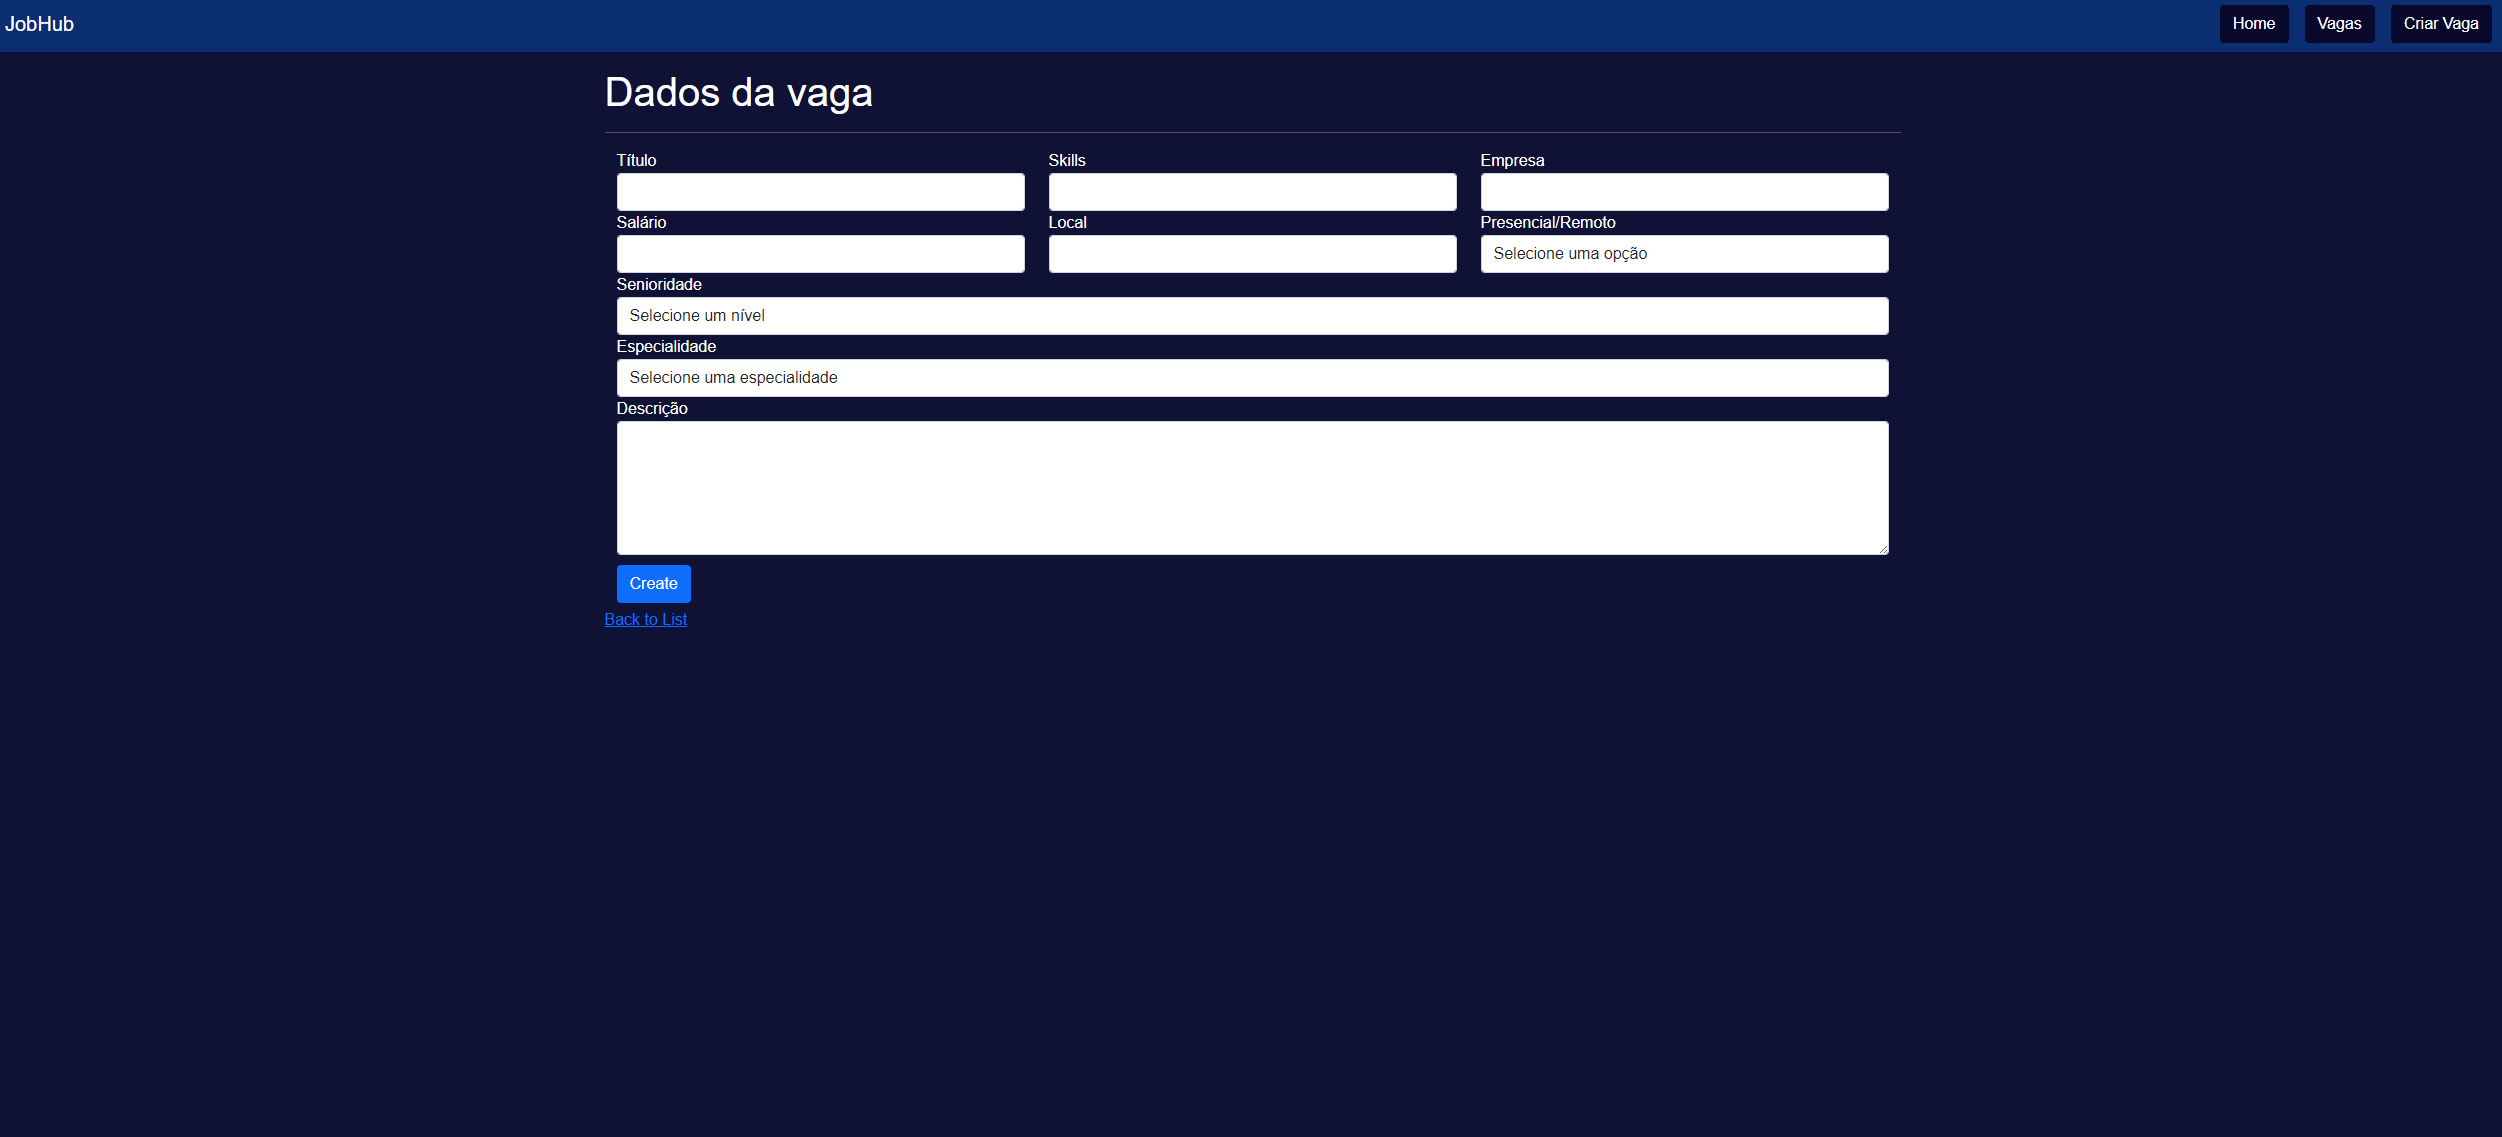 JobHub
Home Vagas Criar Vaga
Dados da vaga
Título Skills Empresa
Salário Local Presencial/Remoto
Selecione uma opção
Senioridade
Selecione um nível
Especialidade
Selecione uma especialidade
Descrição
Create
Back to List